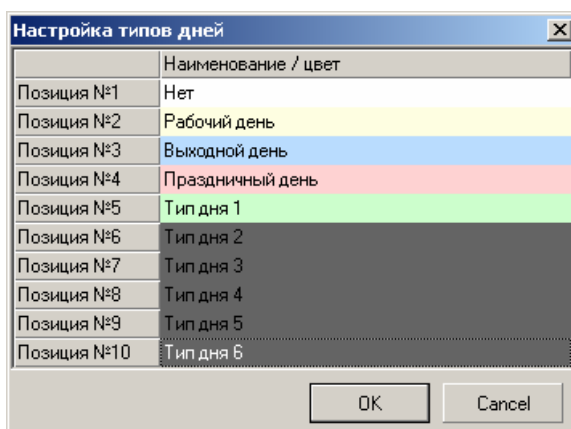 Настройка типов дней
Наименование / цвет
Позиция №1 Нет
Позиция №2 Рабочий день
Позиция №3 Выходной день
Позиция №4 Праздничный день
Позиция №5 Тип дня 1
Позиция №6 Тип дня 2
Позиция №7 Тип дня 3
Позиция №8 Тип дня 4
Позиция №9 Тип дня 5
Позиция №10 Тип дня 6
OK Cancel